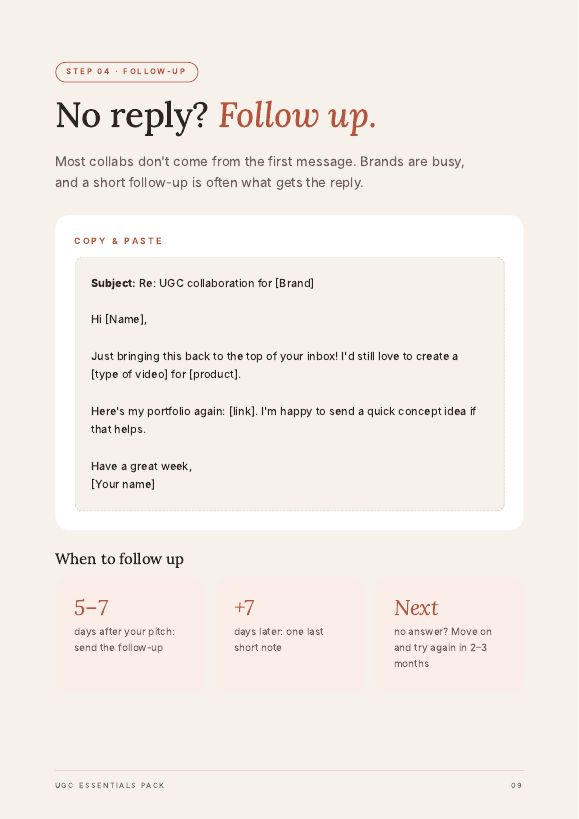 STEP 04 · FOLLOW-UP
No reply? Follow up.
Most collabs don't come from the first message. Brands are busy,
and a short follow-up is often what gets the reply.
COPY & PASTE
Subject: Re: UGC collaboration for [Brand]
Hi [Name],
Just bringing this back to the top of your inbox! I'd still love to create a
[type of video] for [product].
Here's my portfolio again: [link]. I'm happy to send a quick concept idea if
that helps.
Have a great week,
[Your name]
When to follow up
5–7
days after your pitch:
send the follow-up
+7
days later: one last
short note
Next
no answer? Move on
and try again in 2–3
months
UGC ESSENTIALS PACK
09